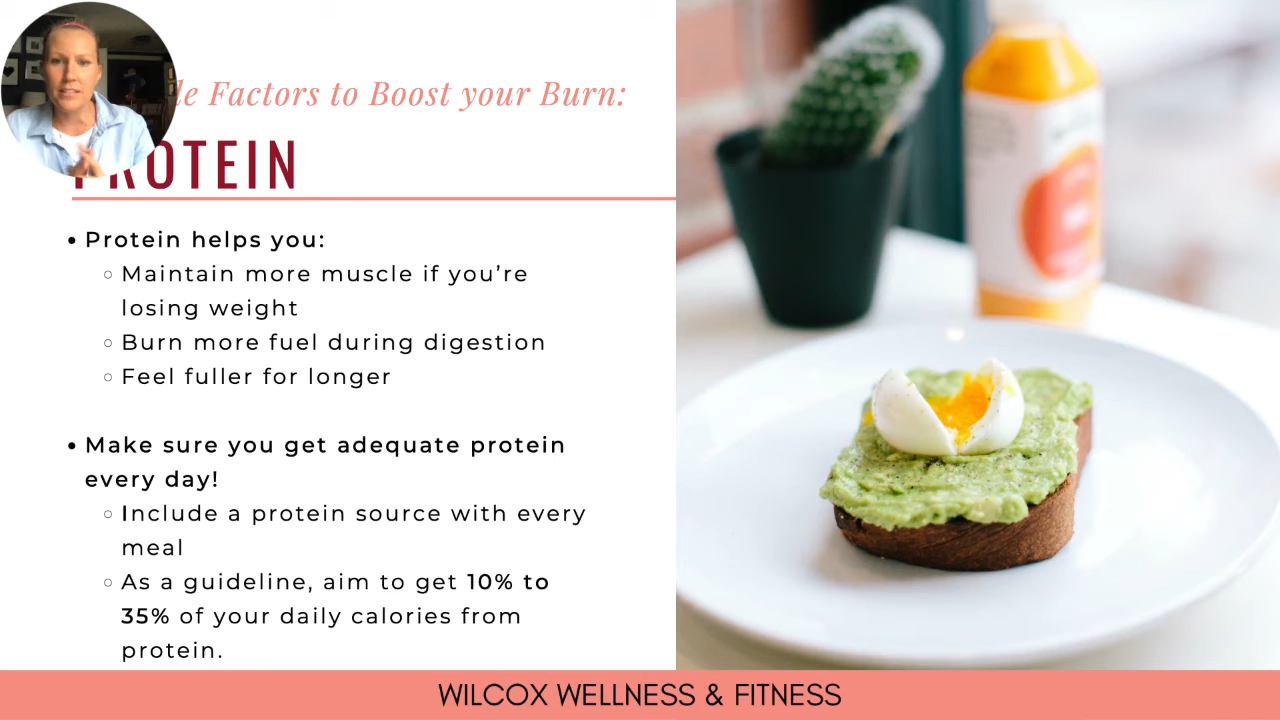 le Factors to Boost your Burn:
PROTEIN
• Protein helps you:
○ Maintain more muscle if you’re
losing weight
○ Burn more fuel during digestion
○ Feel fuller for longer
• Make sure you get adequate protein
every day!
○ Include a protein source with every
meal
○ As a guideline, aim to get 10% to
35% of your daily calories from
protein.
WILCOX WELLNESS & FITNESS